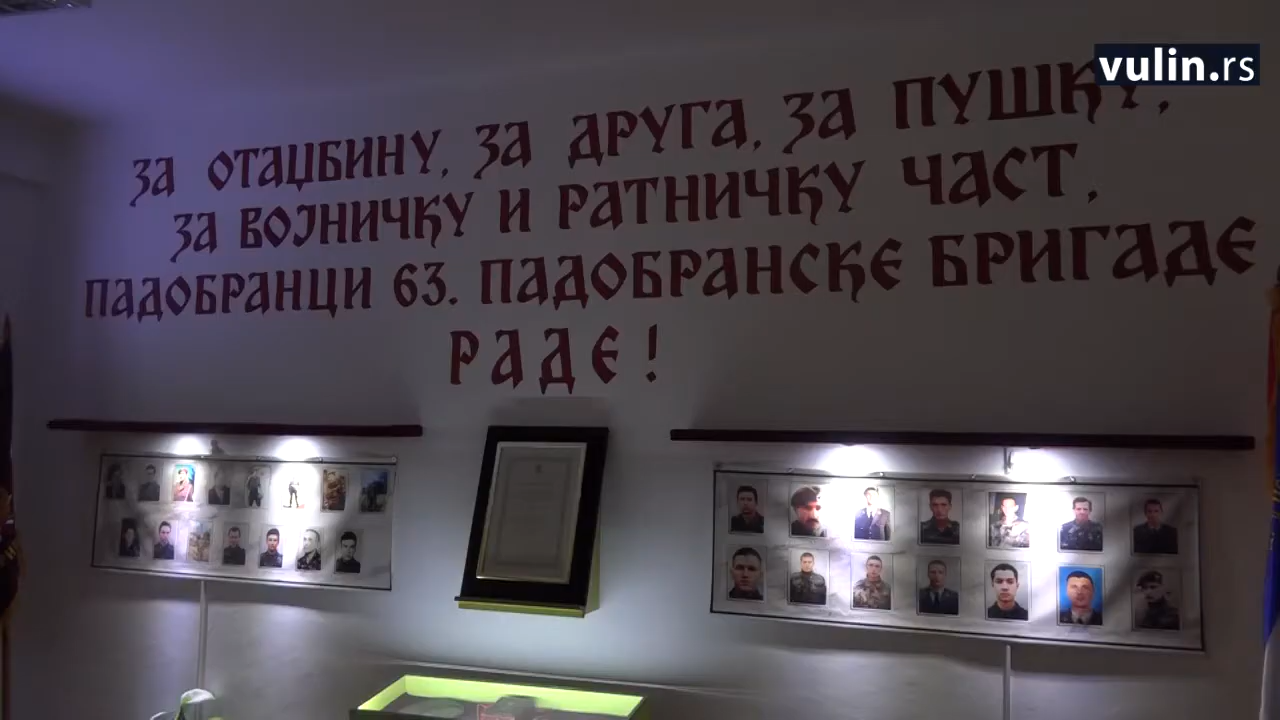 vulin.rs
ЗА ОТАЏБИНУ, ЗА ДРУГА, ЗА ПУШКУ,
ЗА ВОЈНИЧКУ И РАТНИЧКУ ЧАСТ,
ПАДОБРАНЦИ 63. ПАДОБРАНСКЕ БРИГАДЕ
РАДЕ!